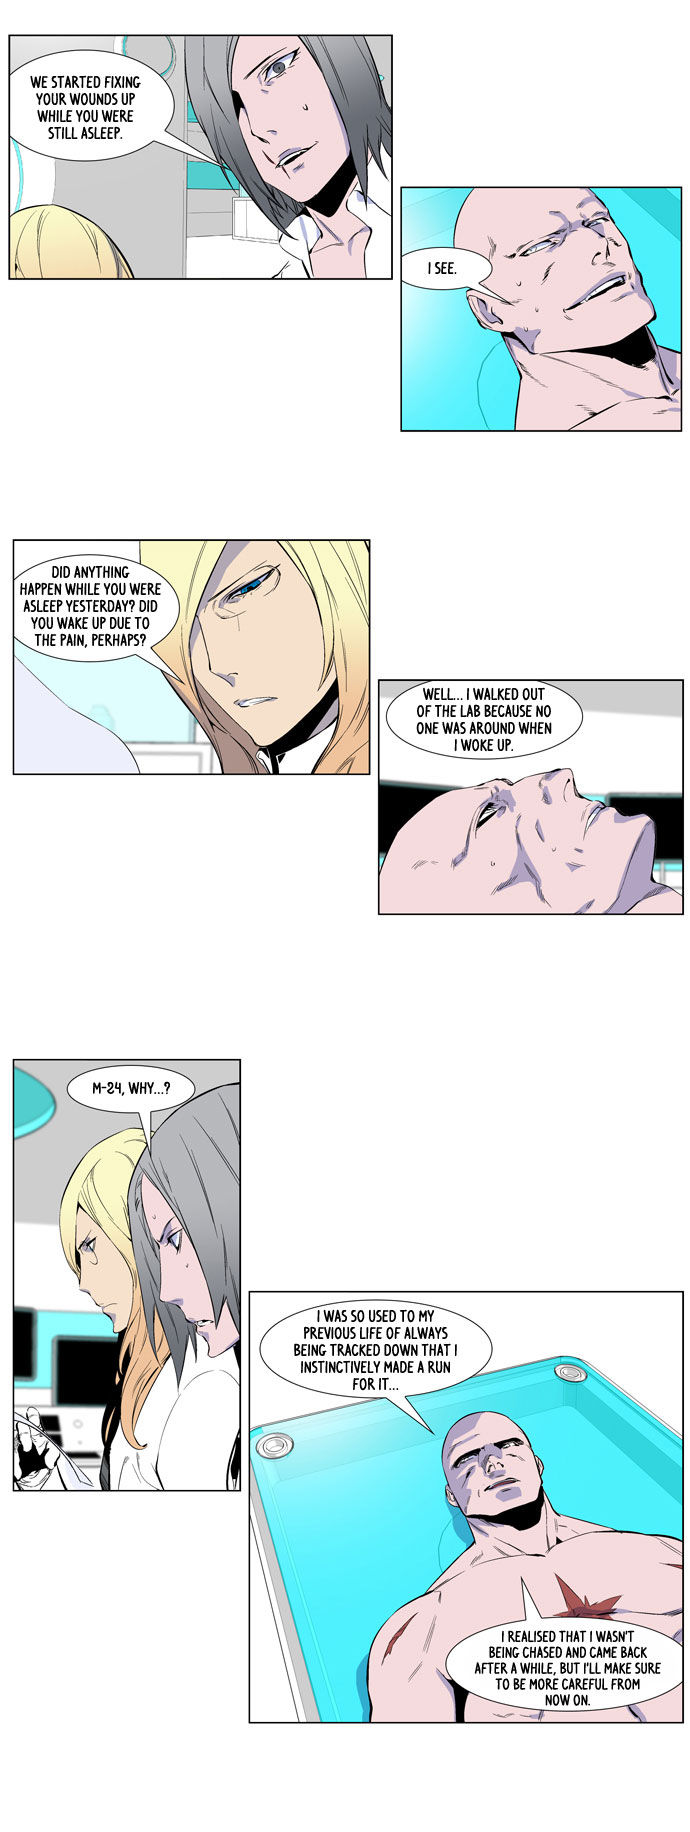 WE STARTED FIXING
YOUR WOUNDS UP
WHILE YOU WERE
STILL ASLEEP.
I SEE.
DID ANYTHING
HAPPEN WHILE YOU WERE
ASLEEP YESTERDAY? DID
YOU WAKE UP DUE TO
THE PAIN, PERHAPS?
WELL... I WALKED OUT
OF THE LAB BECAUSE NO
ONE WAS AROUND WHEN
I WOKE UP.
M-24, WHY...?
I WAS SO USED TO MY
PREVIOUS LIFE OF ALWAYS
BEING TRACKED DOWN THAT I
INSTINCTIVELY MADE A RUN
FOR IT...
I REALISED THAT I WASN'T
BEING CHASED AND CAME BACK
AFTER A WHILE, BUT I'LL MAKE SURE
TO BE MORE CAREFUL FROM
NOW ON.